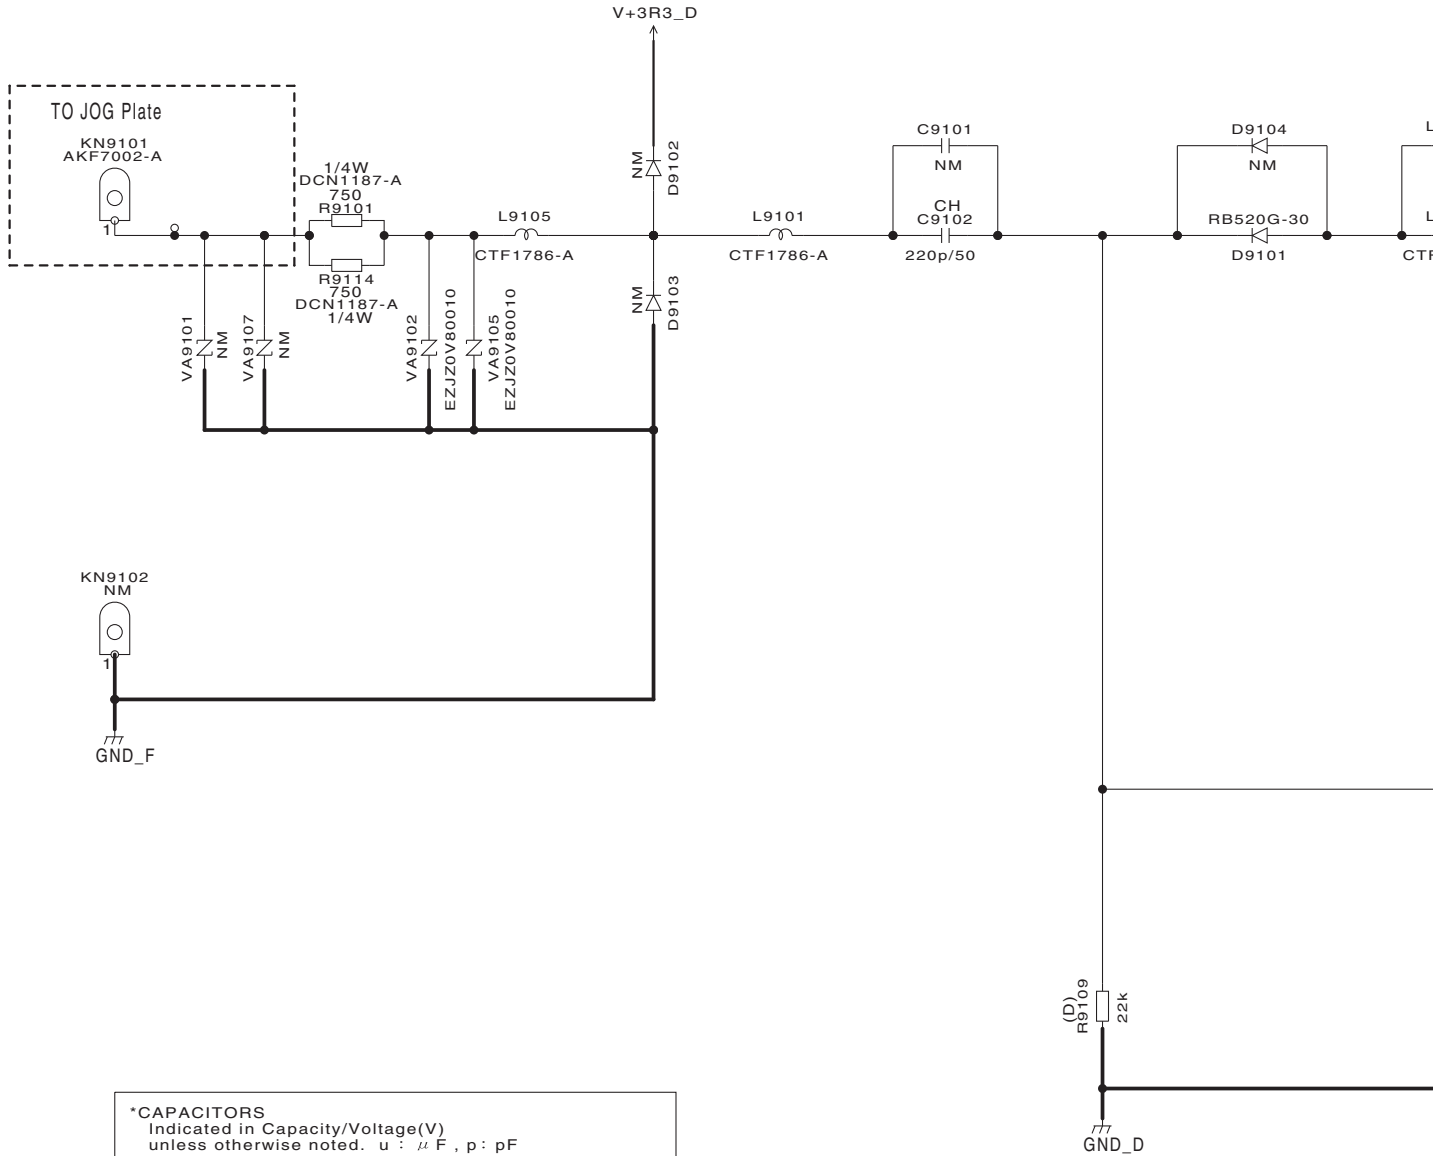 V+3R3_D
TO JOG Plate
KN9101
AKF7002-A
1
1/4W
DCN1187-A
750
R9101
R9114
750
DCN1187-A
1/4W
VA9101
NM
VA9107
NM
VA9102
EZJZ0V80010
VA9105
EZJZ0V80010
L9105
CTF1786-A
NM
D9102
NM
D9103
L9101
CTF1786-A
C9101
NM
CH
C9102
220p/50
D9104
NM
RB520G-30
D9101
L
L
CTF
KN9102
NM
1
GND_F
(D)
R9109
22k
GND_D
*CAPACITORS
Indicated in Capacity/Voltage(V)
unless otherwise noted. u : μF , p: pF